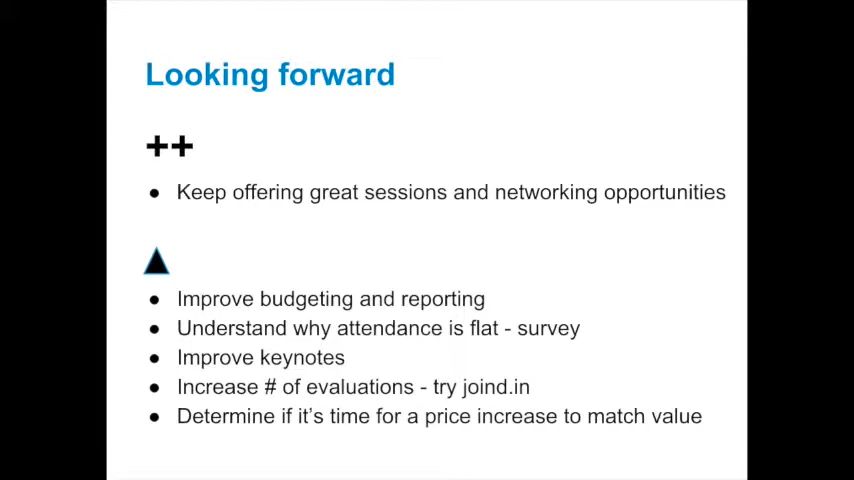 Looking forward
++
● Keep offering great sessions and networking opportunities
▲
● Improve budgeting and reporting
● Understand why attendance is flat - survey
● Improve keynotes
● Increase # of evaluations - try joind.in
● Determine if it’s time for a price increase to match value